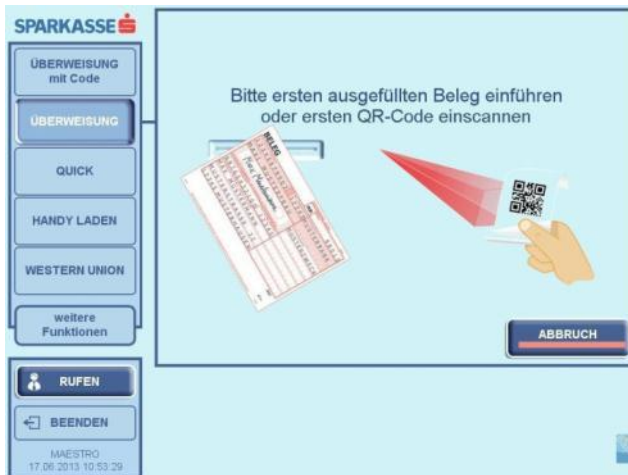 SPARKASSE
ÜBERWEISUNG
mit Code
ÜBERWEISUNG
QUICK
HANDY LADEN
WESTERN UNION
weitere
Funktionen
RUFEN
BEENDEN
MAESTRO
17.06.2013 10:53:29
Bitte ersten ausgefüllten Beleg einführen
oder ersten QR-Code einscannen
BELEG
ABBRUCH